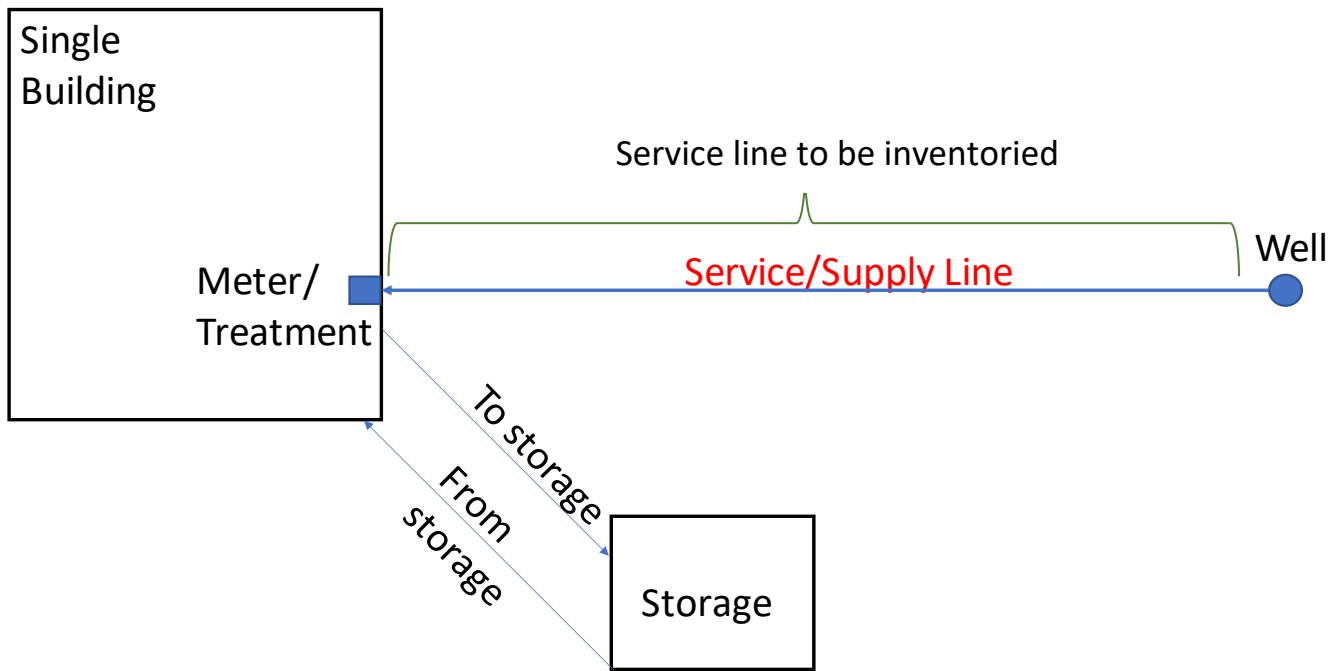 Single
Building
Service line to be inventoried
Well
Service/Supply Line
Meter/
Treatment
To storage
From
storage
Storage